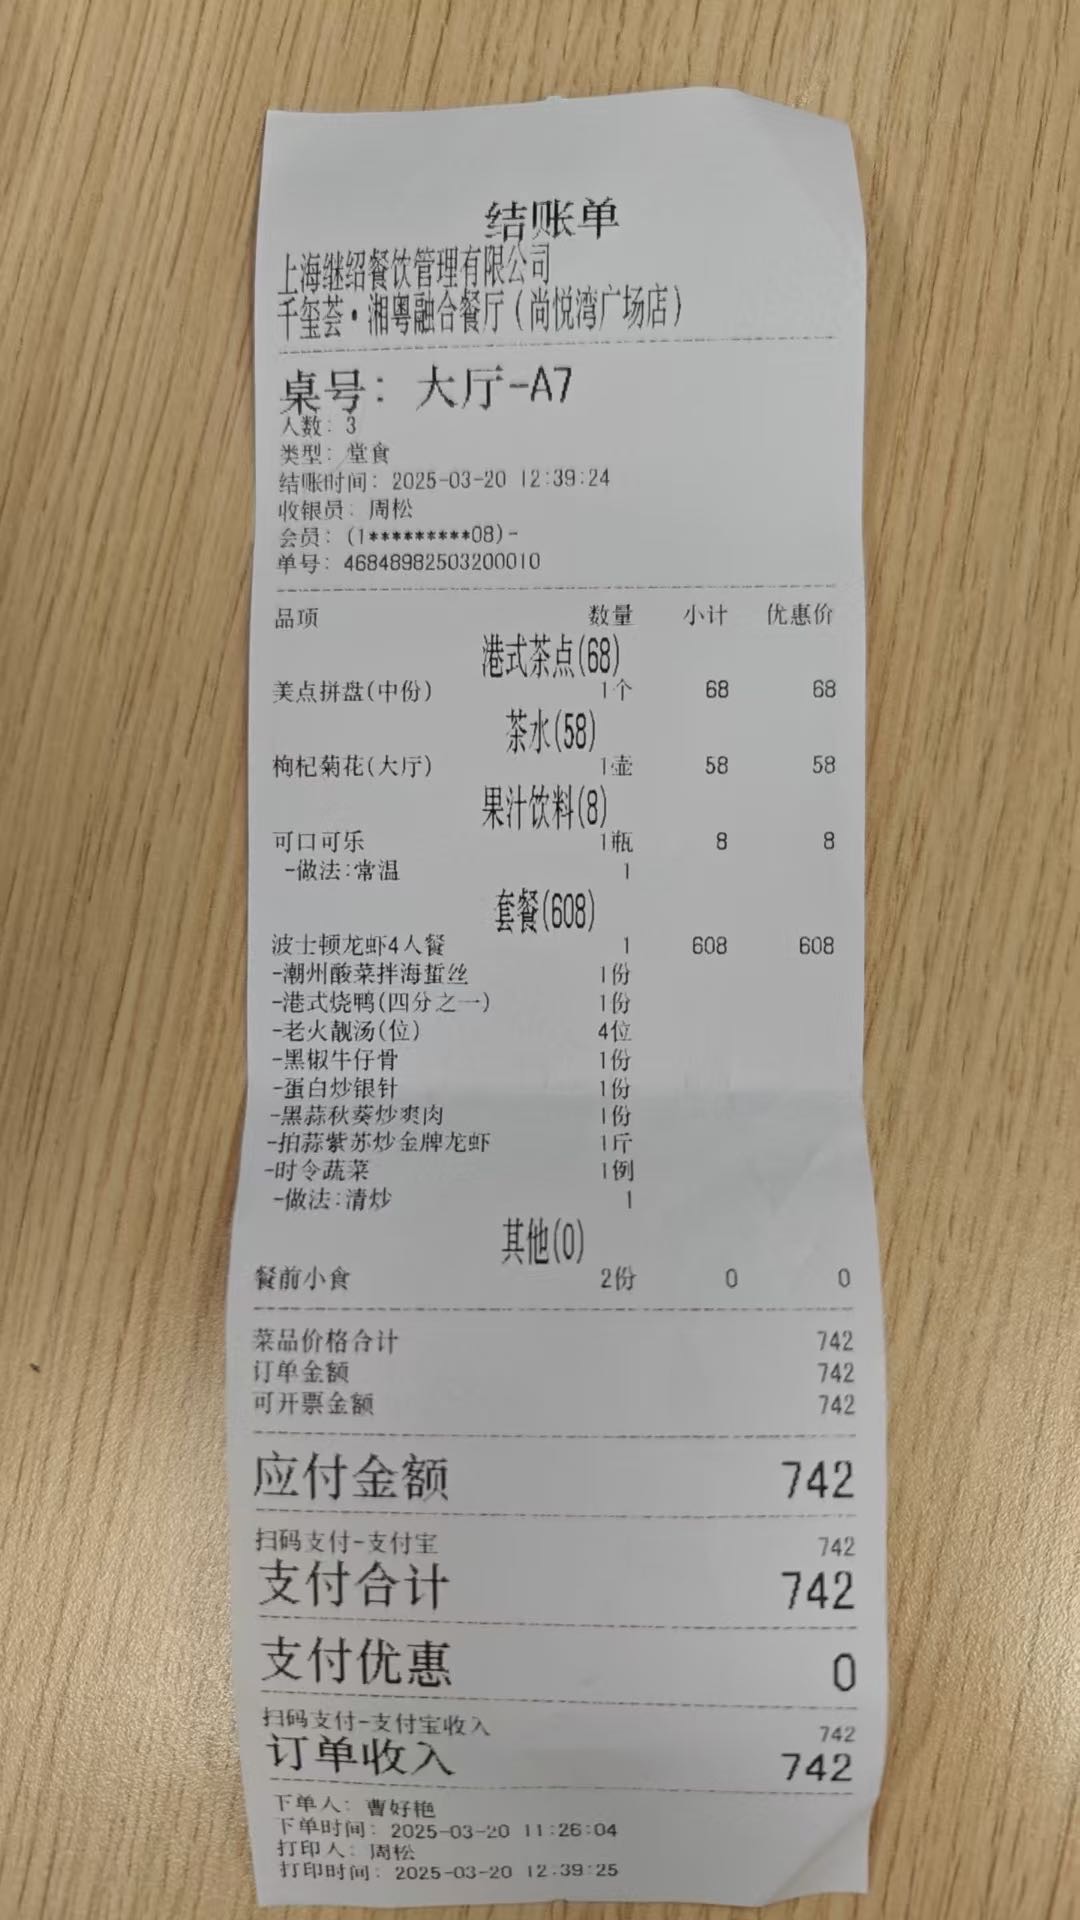 结账单
上海继绍餐饮管理有限公司
千玺荟·湘粤融合餐厅(尚悦湾广场店)
桌号: 大厅-A7
人数: 3
类型: 堂食
结账时间: 2025-03-20 12:39:24
收银员: 周松
会员: (1*********08)-
单号: 46848982503200010
品项 数量 小计 优惠价
港式茶点(68)
美点拼盘(中份) 1个 68 68
茶水(58)
枸杞菊花(大厅) 1壶 58 58
果汁饮料(8)
可口可乐 1瓶 8 8
-做法:常温 1
套餐(608)
波士顿龙虾4人餐 1 608 608
-潮州酸菜拌海蜇丝 1份
-港式烧鸭(四分之一) 1份
-老火靓汤(位) 4位
-黑椒牛仔骨 1份
-蛋白炒银针 1份
-黑蒜秋葵炒爽肉 1份
-拍蒜紫苏炒金牌龙虾 1斤
-时令蔬菜 1例
-做法:清炒 1
其他(0)
餐前小食 2份 0 0
菜品价格合计 742
订单金额 742
可开票金额 742
应付金额 742
扫码支付-支付宝 742
支付合计 742
支付优惠 0
扫码支付-支付宝收入 742
订单收入 742
下单人: 曹好艳
下单时间: 2025-03-20 11:26:04
打印人: 周松
打印时间: 2025-03-20 12:39:25